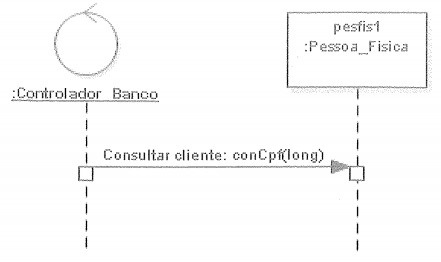 pesfis1
:Pessoa_Fisica
:Controlador_Banco
Consultar cliente: conCpf(long)